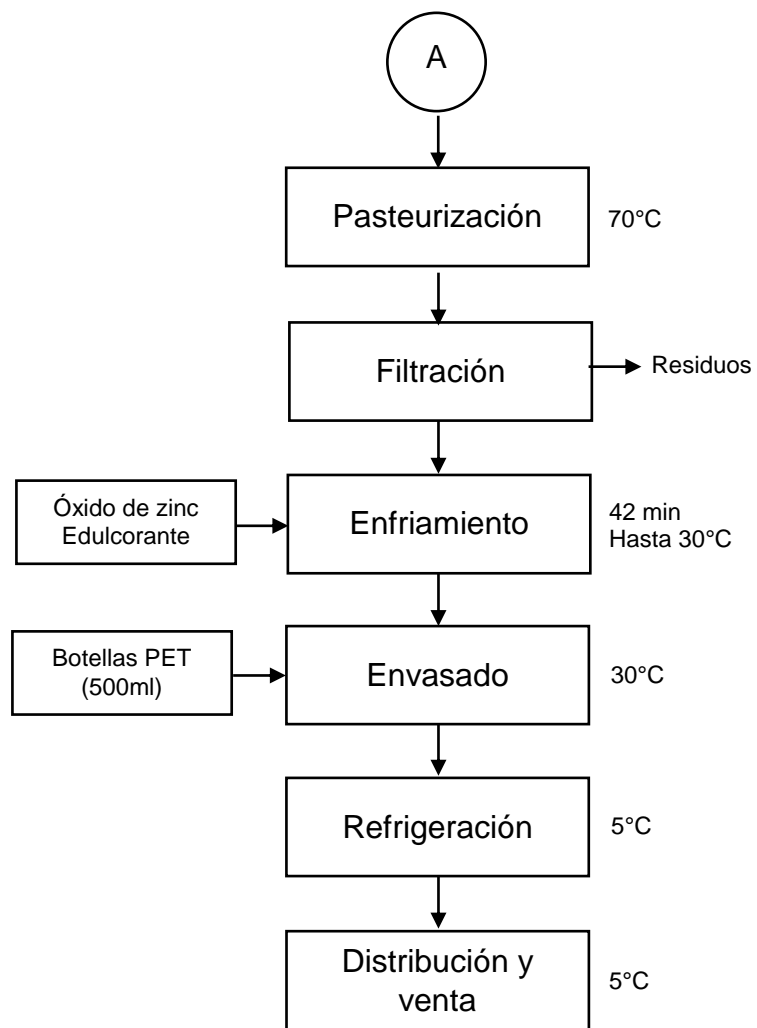 A
Pasteurización
70°C
Filtración
Residuos
Óxido de zinc
Edulcorante
Enfriamiento
42 min
Hasta 30°C
Botellas PET
(500ml)
Envasado
30°C
Refrigeración
5°C
Distribución y
venta
5°C